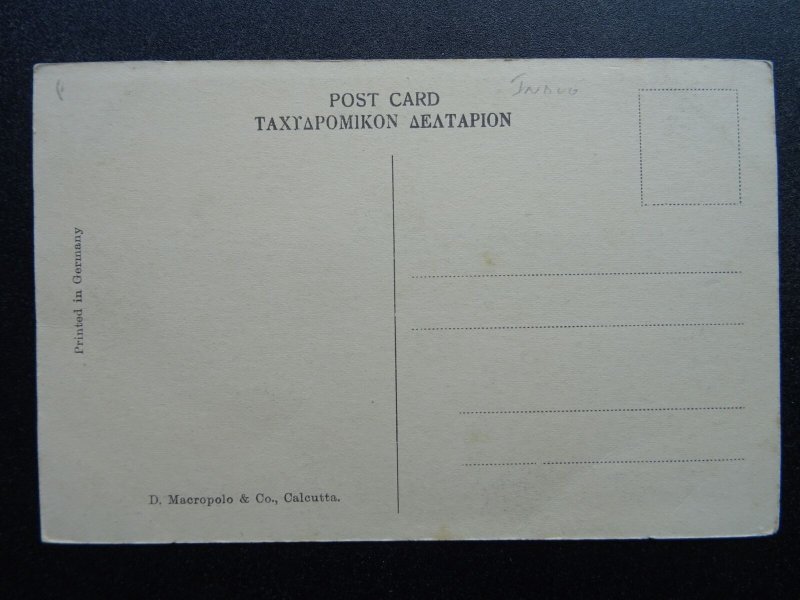 POST CARD
ΤΑΧΥΔΡΟΜΙΚΟΝ ΔΕΛΤΑΡΙΟΝ
Printed in Germany
D. Macropolo & Co., Calcutta.